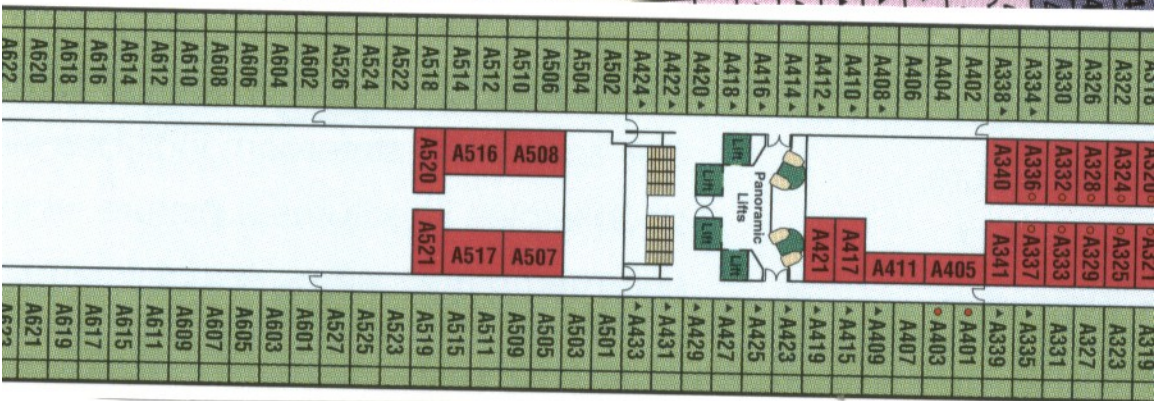 A622 A620 A618 A616 A614 A612 A610 A608 A606 A604 A602 A526 A524 A522 A518 A514 A512 A510 A506 A504 A502 A424▲ A422▲ A420▲ A418▲ A416▲ A414▲ A412▲ A410▲ A408▲ A406 A404 A402 A338▲ A334▲ A330 A326 A322 A318
A520 A516 A508 Lift Lift A340 A336○ A332○ A328○ A324○ A320○
Panoramic
Lifts
A521 A517 A507 Lift Lift A421 A417 A411 A405 A341 A337○ A333○ A329○ A325○ A321○
A621 A619 A617 A615 A611 A609 A607 A605 A603 A601 A527 A525 A523 A519 A515 A511 A509 A505 A503 A501 ▲A433 ▲A431 ▲A429 ▲A427 ▲A425 ▲A423 ▲A419 ▲A415 ▲A409 A407 ●A403 ●A401 ▲A339 ▲A335 A331 A327 A323 A319